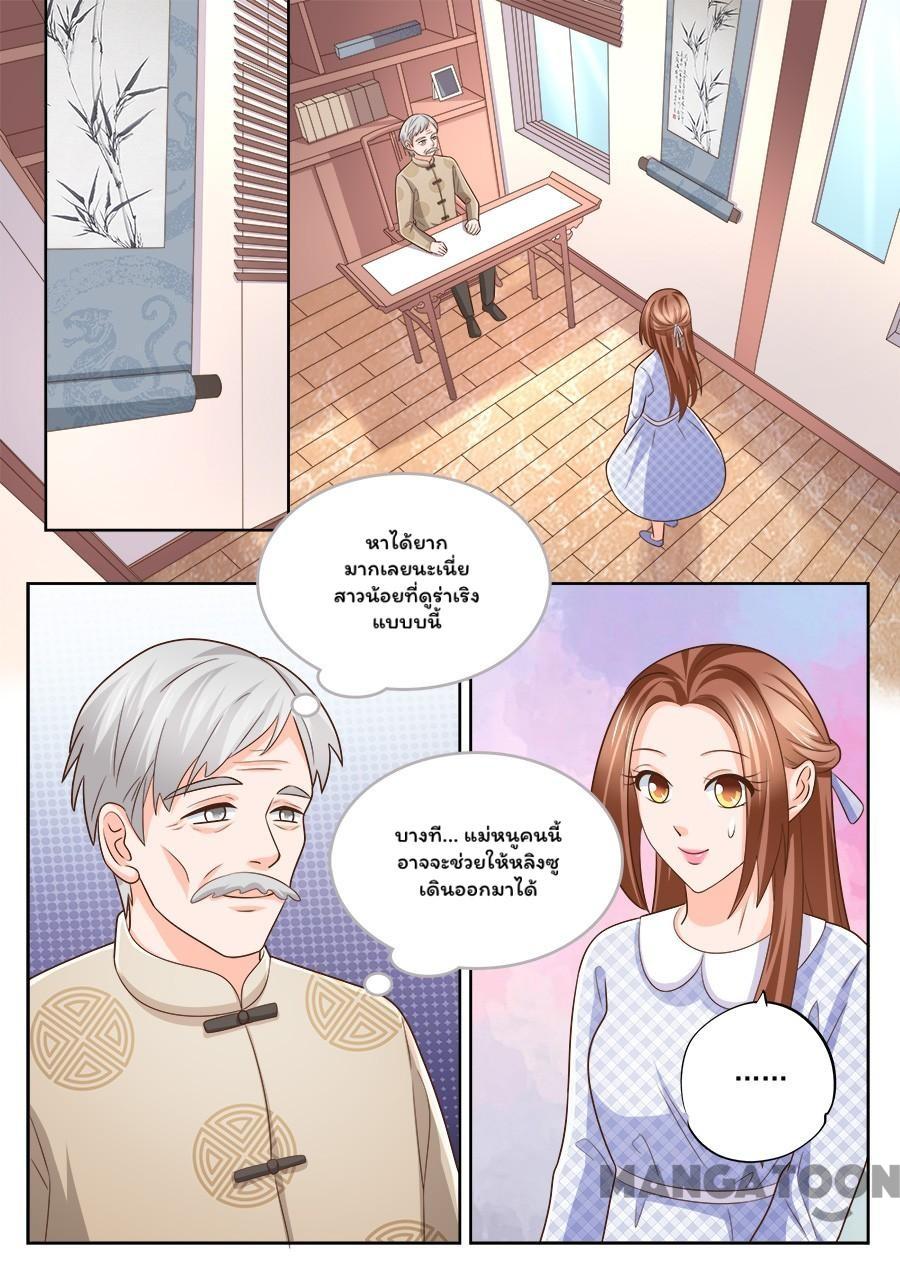 หาได้ยาก
มากเลยนะเนี่ย
สาวน้อยที่ดูร่าเริง
แบบบนี้
บางที... แม่หนูคนนี้
อาจจะช่วยให้หลิงซู
เดินออกมาได้
......
MANGATOON